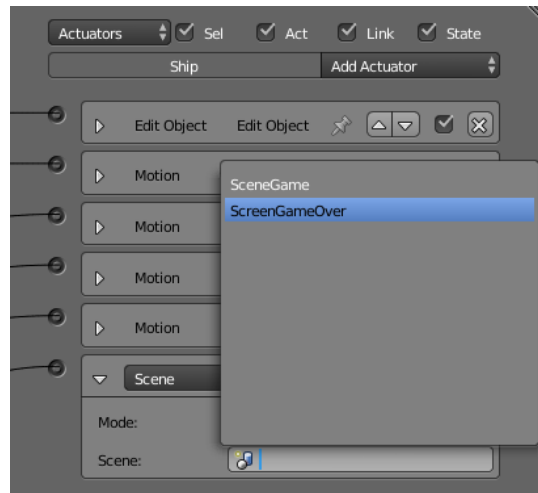 Actuators Sel Act Link State
Ship Add Actuator
Edit Object Edit Object
Motion
SceneGame
ScreenGameOver
Motion
Motion
Motion
Scene
Mode:
Scene: